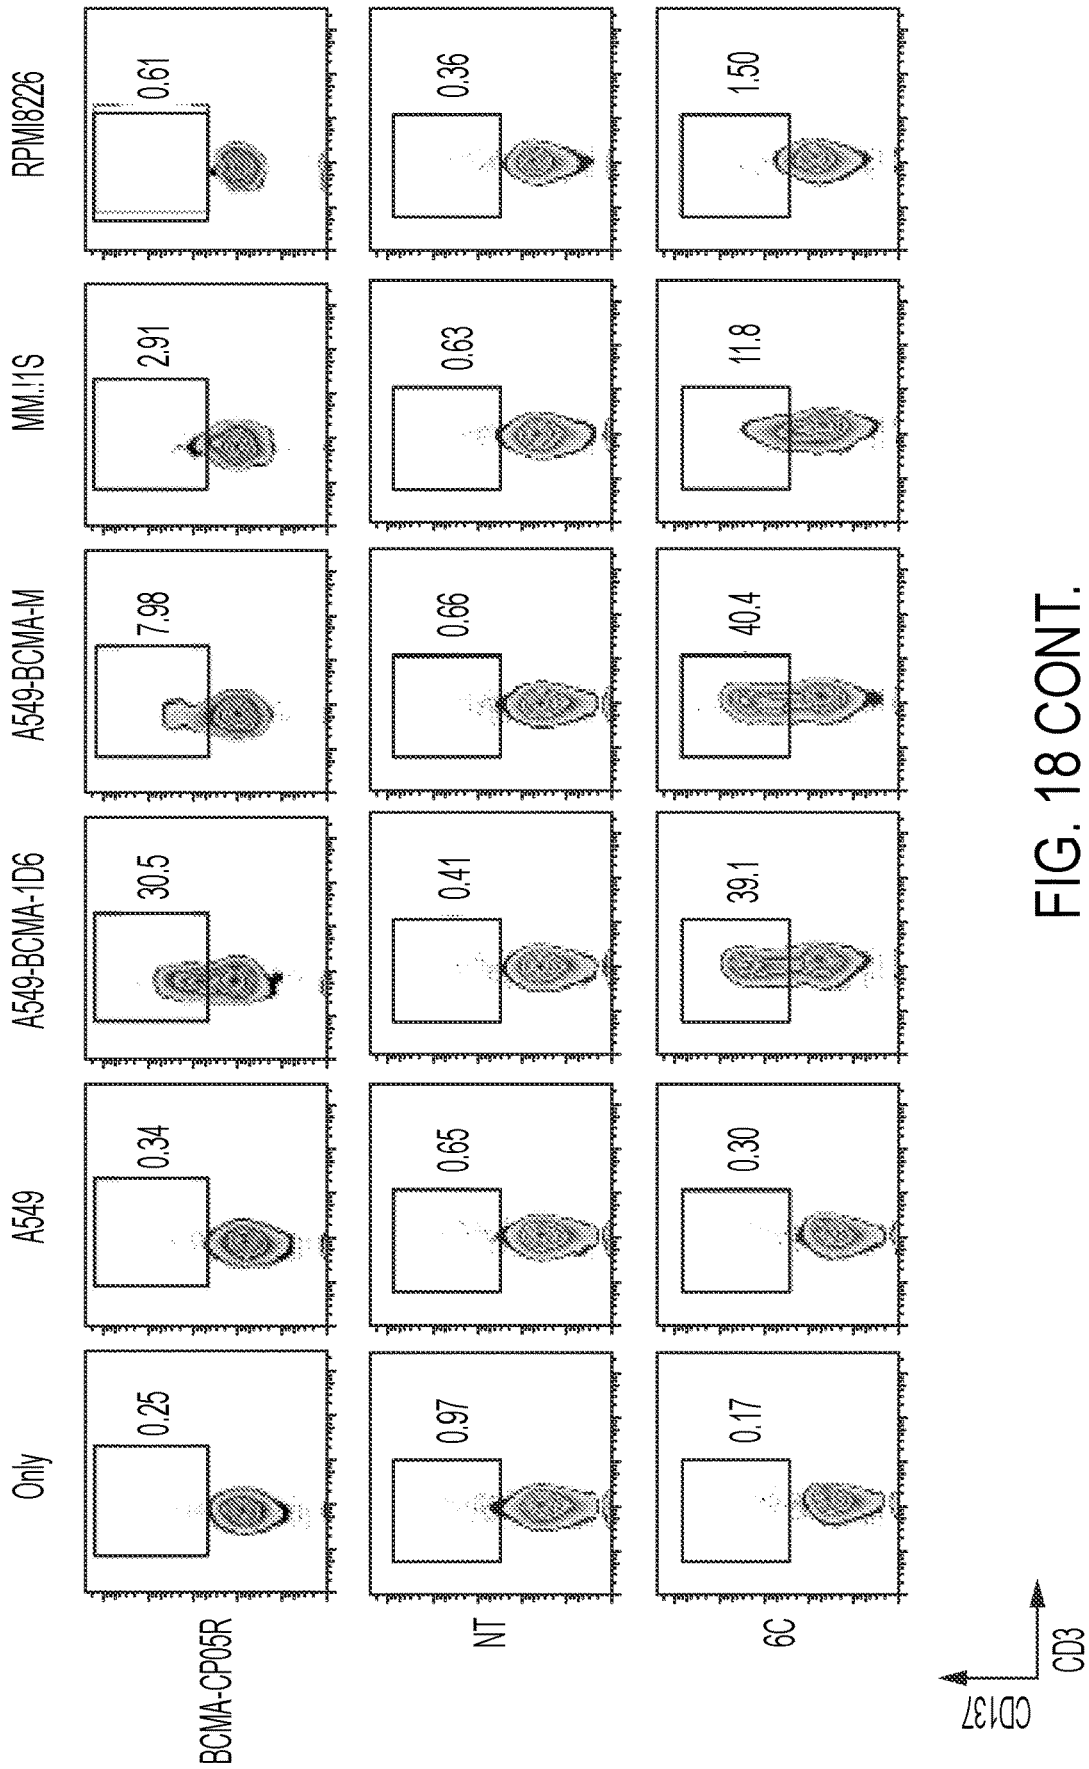 Only A549 A549-BCMA-1D6 A549-BCMA-M MM.!1S RPMI8226
BCMA-CP05R 0.25 0.34 30.5 7.98 2.91 0.61
NT 0.97 0.65 0.41 0.66 0.63 0.36
6C 0.17 0.30 39.1 40.4 11.8 1.50
CD137
CD3
FIG. 18 CONT.